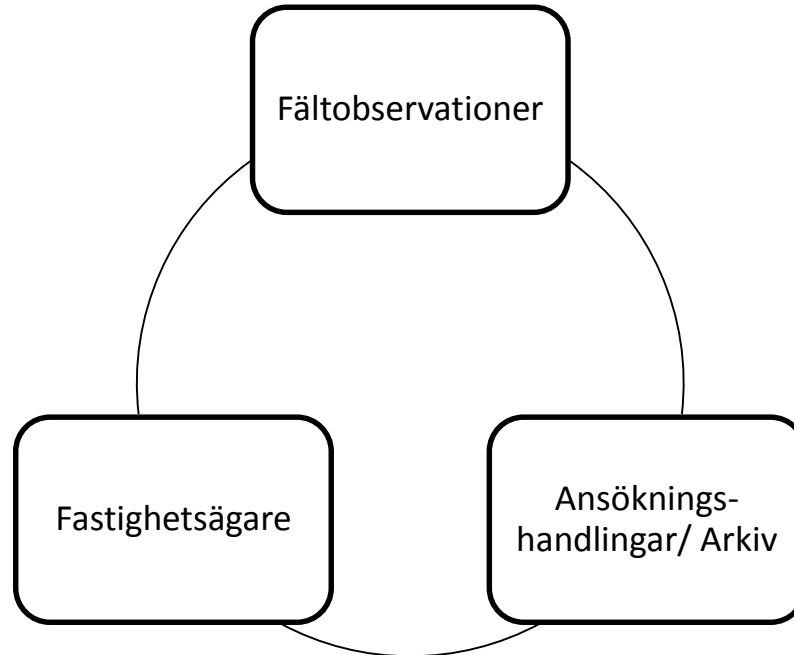 Fältobservationer
Fastighetsägare
Ansöknings-
handlingar/ Arkiv